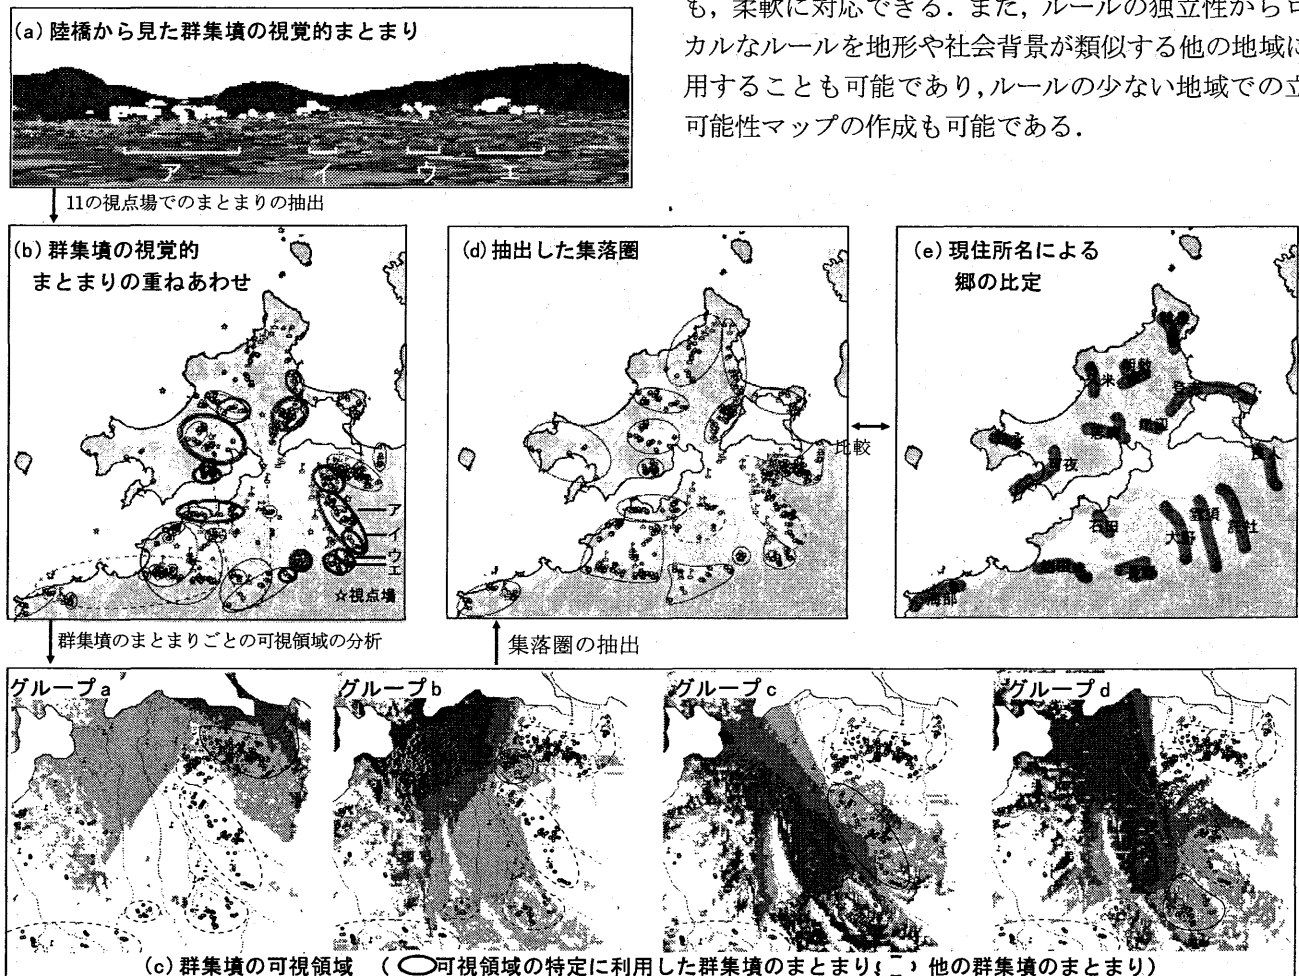 も，柔軟に対応できる．また，ルールの独立性から
カルなルールを地形や社会背景が類似する他の地域に
用することも可能であり，ルールの少ない地域での立
可能性マップの作成も可能である．
(a) 陸橋から見た群集墳の視覚的まとまり
ア イ ウ エ
11の視点場でのまとまりの抽出
(b) 群集墳の視覚的
まとまりの重ねあわせ
ア
イ
ウ
エ
☆視点場
(d) 抽出した集落圏
比較
(e) 現住所名による
郷の比定
石田
大野
海部
群集墳のまとまりごとの可視領域の分析
集落圏の抽出
グループa
グループb
グループc
グループd
(c) 群集墳の可視領域 ( 可視領域の特定に利用した群集墳のまとまり 他の群集墳のまとまり)